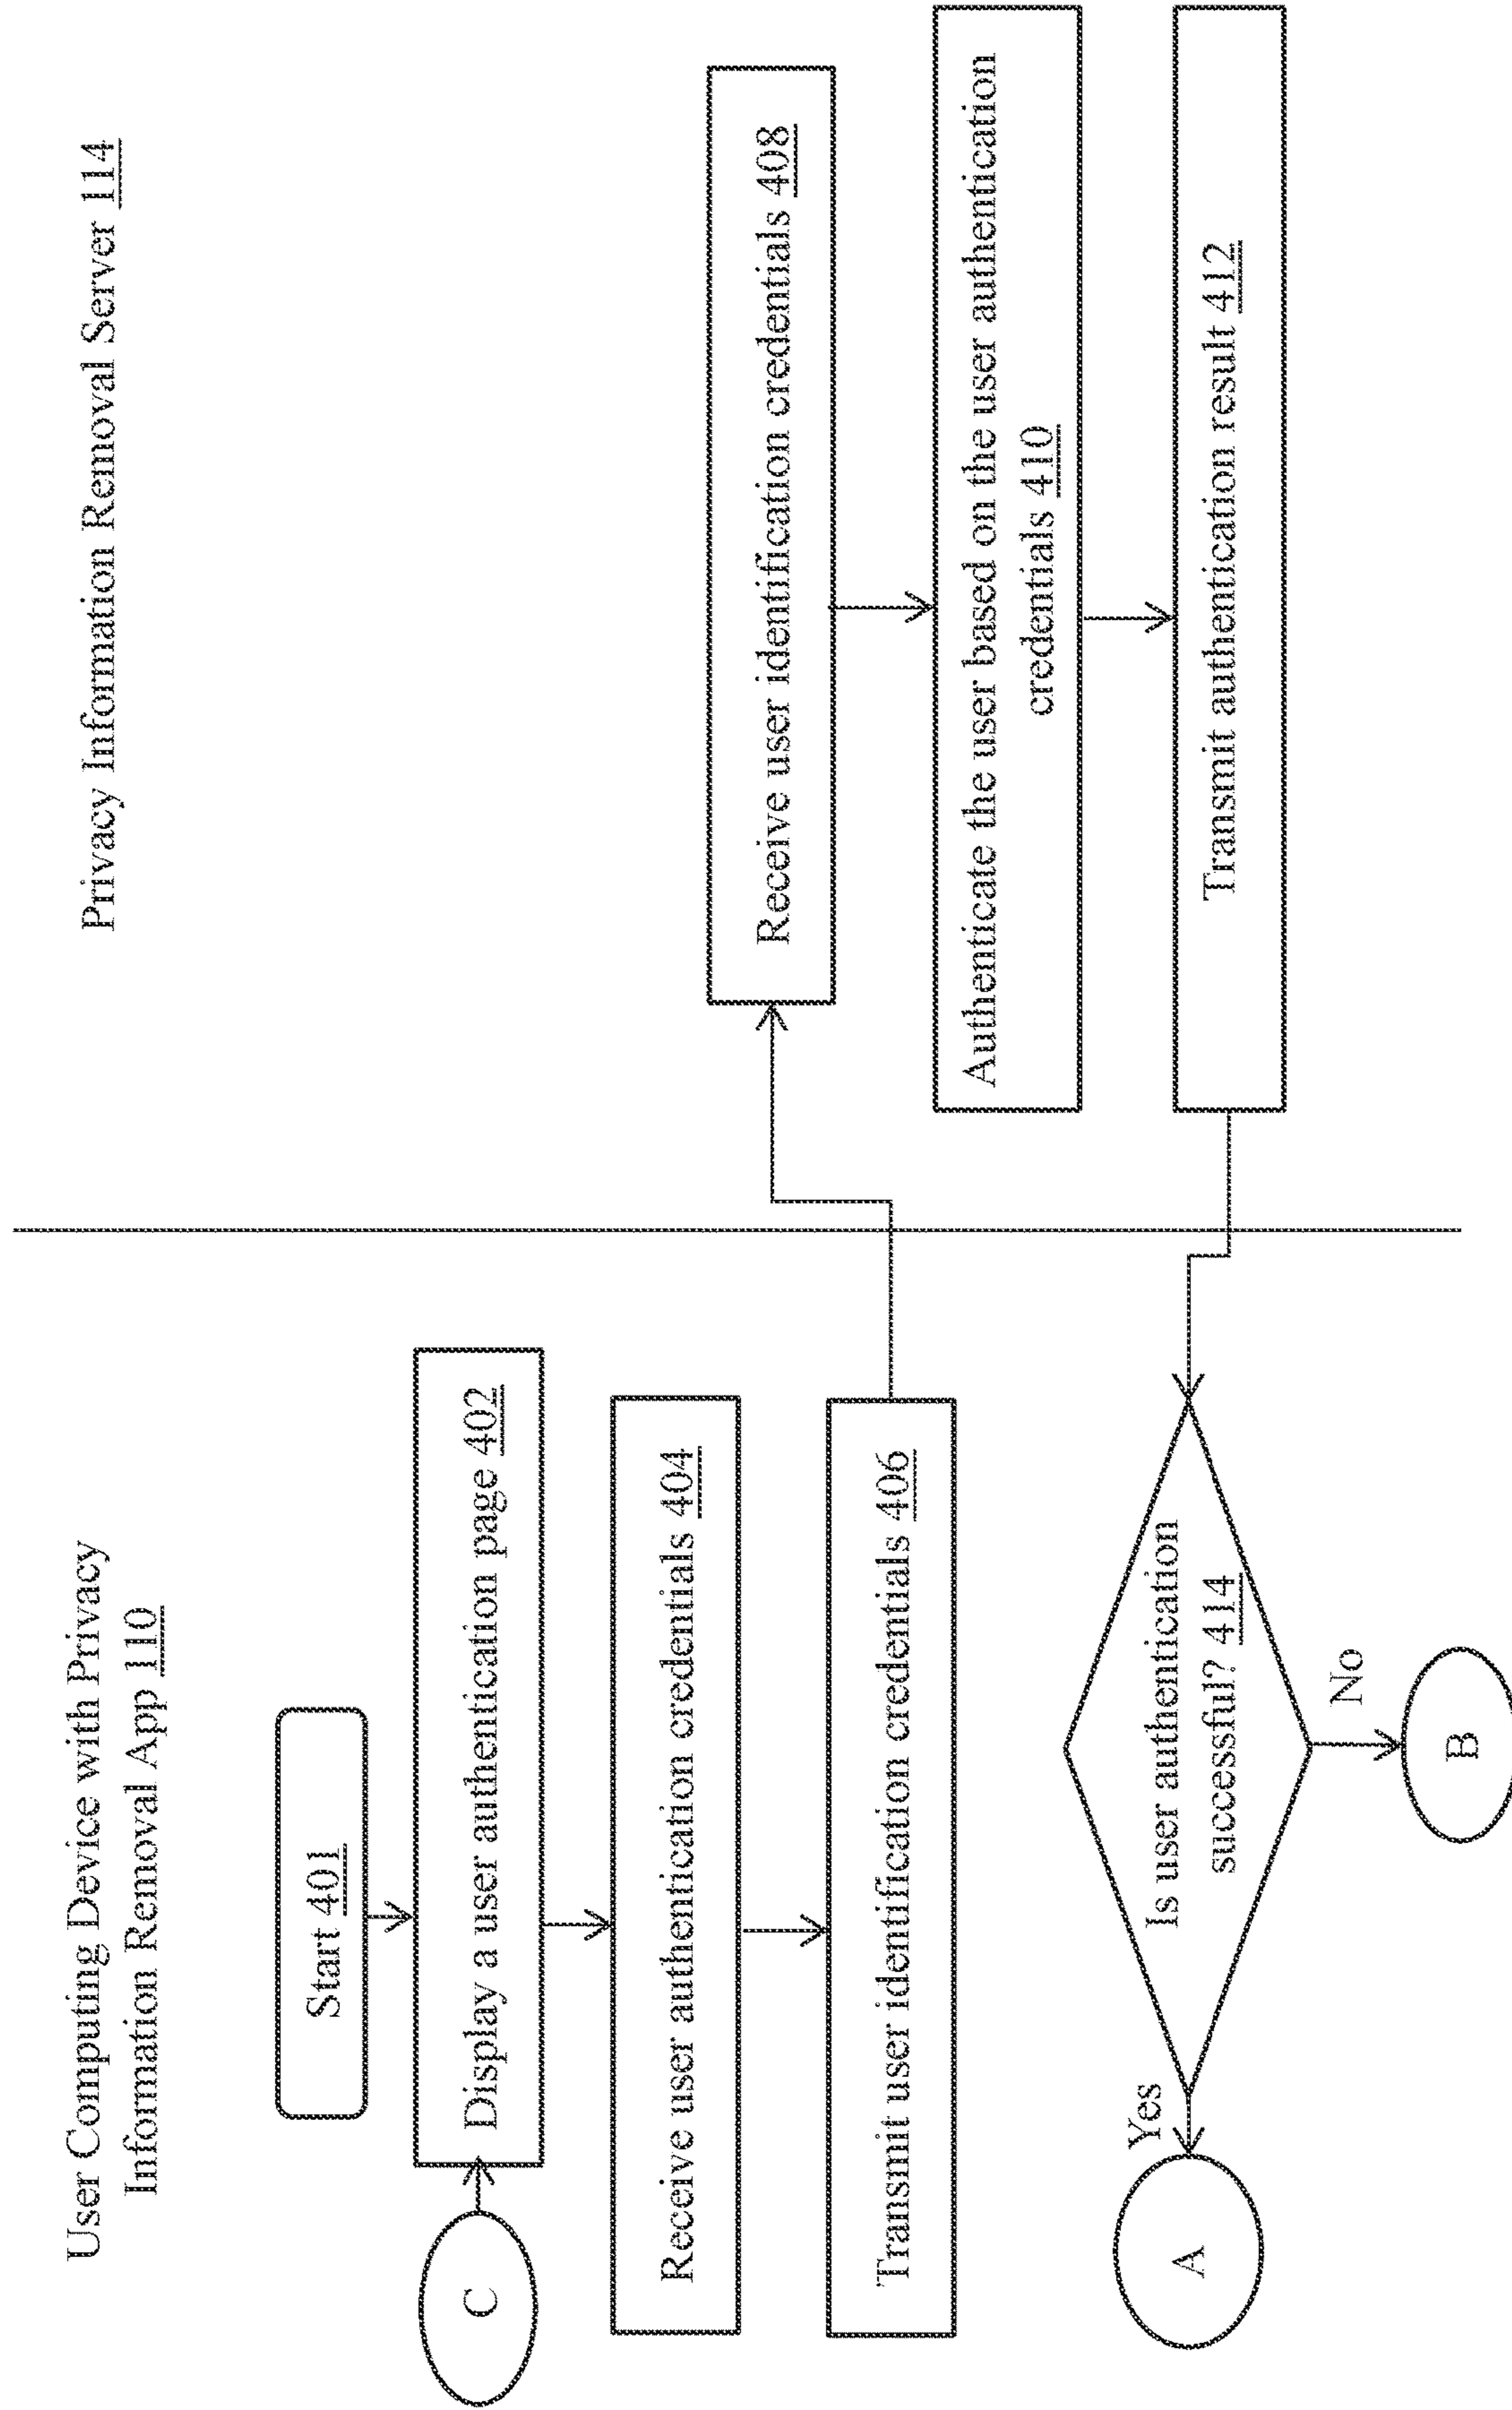 User Computing Device with Privacy
Information Removal App 110
Privacy Information Removal Server 114
Start 401
C
Display a user authentication page 402
Receive user authentication credentials 404
Transmit user identification credentials 406
Receive user identification credentials 408
Authenticate the user based on the user authentication
credentials 410
Transmit authentication result 412
Is user authentication
successful? 414
Yes
A
No
B